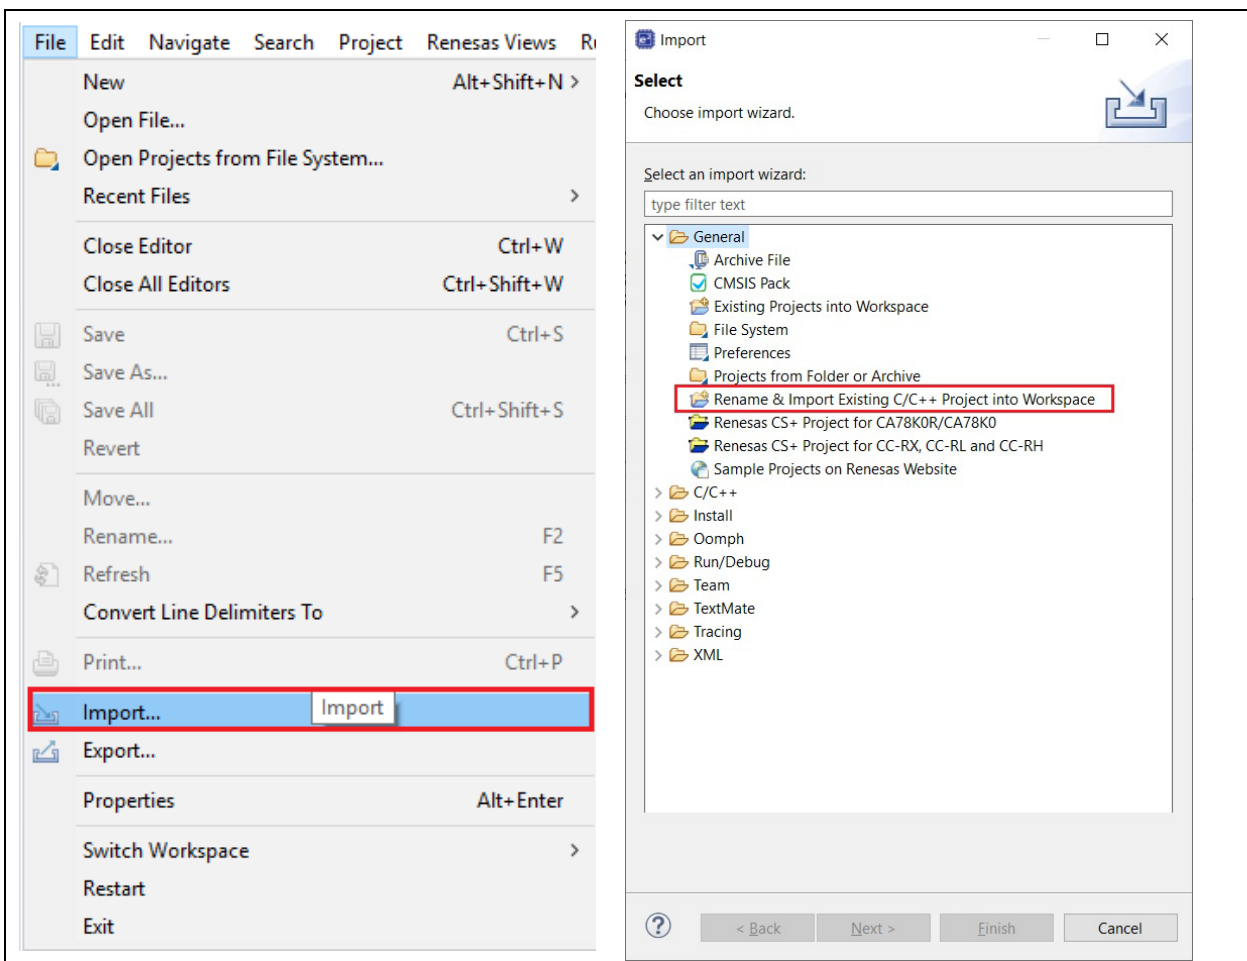 File Edit Navigate Search Project Renesas Views
New Alt+Shift+N >
Open File...
Open Projects from File System...
Recent Files >
Close Editor Ctrl+W
Close All Editors Ctrl+Shift+W
Save Ctrl+S
Save As...
Save All Ctrl+Shift+S
Revert
Move...
Rename... F2
Refresh F5
Convert Line Delimiters To >
Print... Ctrl+P
Import... Import
Export...
Properties Alt+Enter
Switch Workspace >
Restart
Exit
Import
Select
Choose import wizard.
Select an import wizard:
type filter text
General
Archive File
CMSIS Pack
Existing Projects into Workspace
File System
Preferences
Projects from Folder or Archive
Rename & Import Existing C/C++ Project into Workspace
Renesas CS+ Project for CA78K0R/CA78K0
Renesas CS+ Project for CC-RX, CC-RL and CC-RH
Sample Projects on Renesas Website
C/C++
Install
Oomph
Run/Debug
Team
TextMate
Tracing
XML
? < Back Next > Finish Cancel